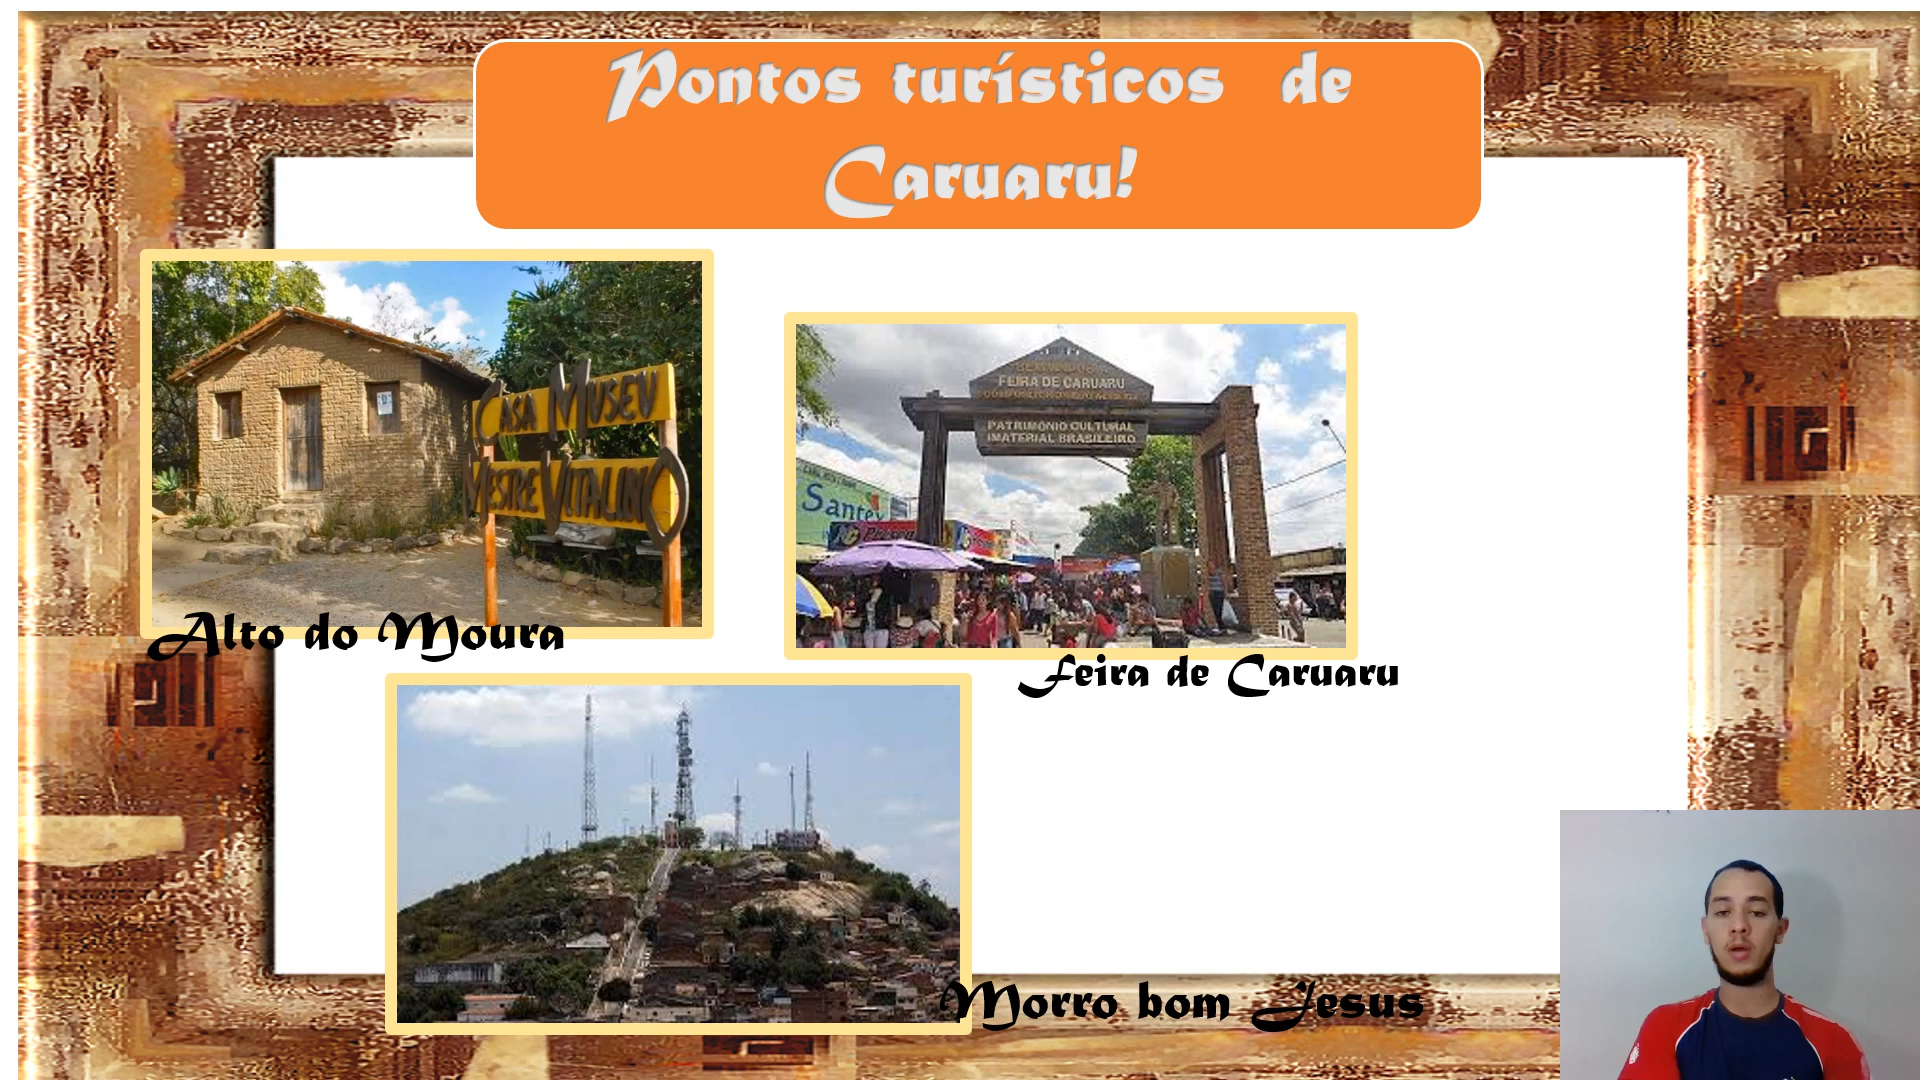 Pontos turísticos de
Caruaru!
CASA MUSEU
MESTRE VITALINO
Alto do Moura
FEIRA DE CARUARU
PATRIMÔNIO CULTURAL
IMATERIAL BRASILEIRO
Santex
Feira de Caruaru
Morro bom Jesus